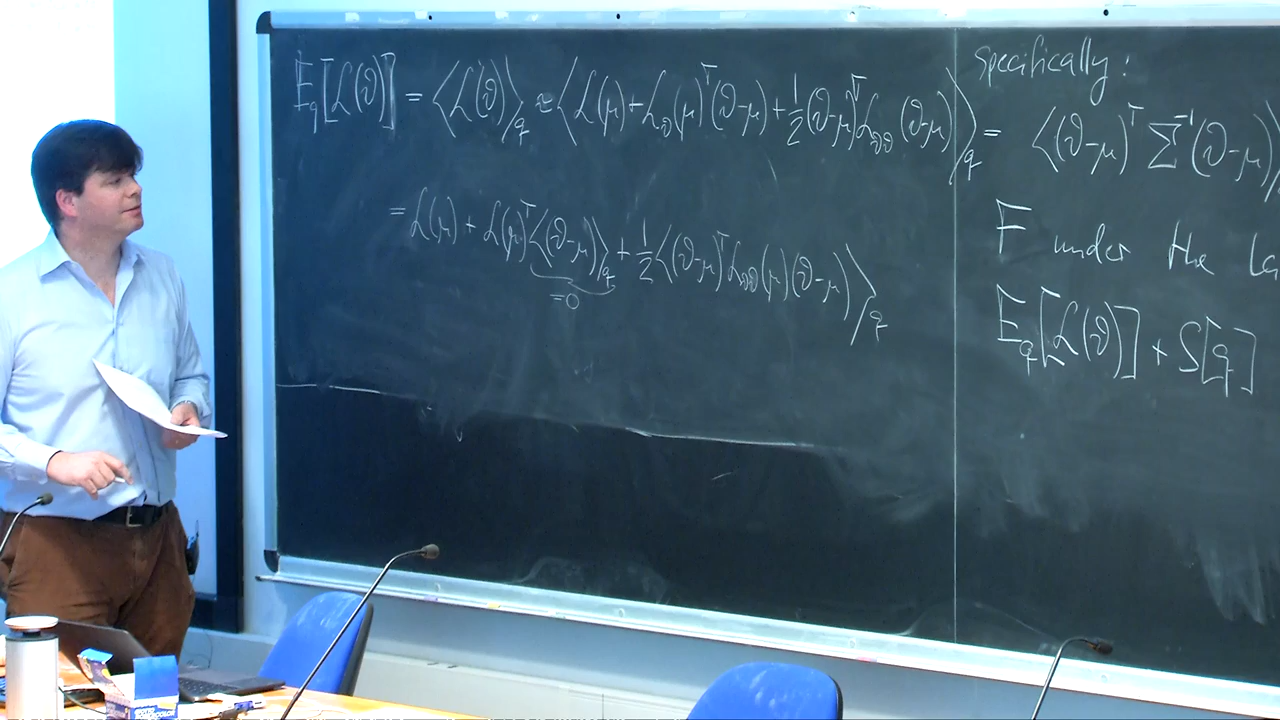 E_q[ℒ(ϑ)] = ⟨ℒ(ϑ)⟩_q ≈ ⟨ℒ(μ)+ℒ_ϑ(μ)^T(ϑ-μ)+½(ϑ-μ)^T ℒ_ϑϑ (ϑ-μ)⟩_q =
= ℒ(μ) + ℒ(μ)^T⟨(ϑ-μ)⟩_q + ½⟨(ϑ-μ)^T ℒ_ϑϑ(μ)(ϑ-μ)⟩_q
=0
Specifically:
⟨(ϑ-μ)^T Σ^-1 (ϑ-μ)⟩
F under the La
E_q[ℒ(ϑ)] + S[q]